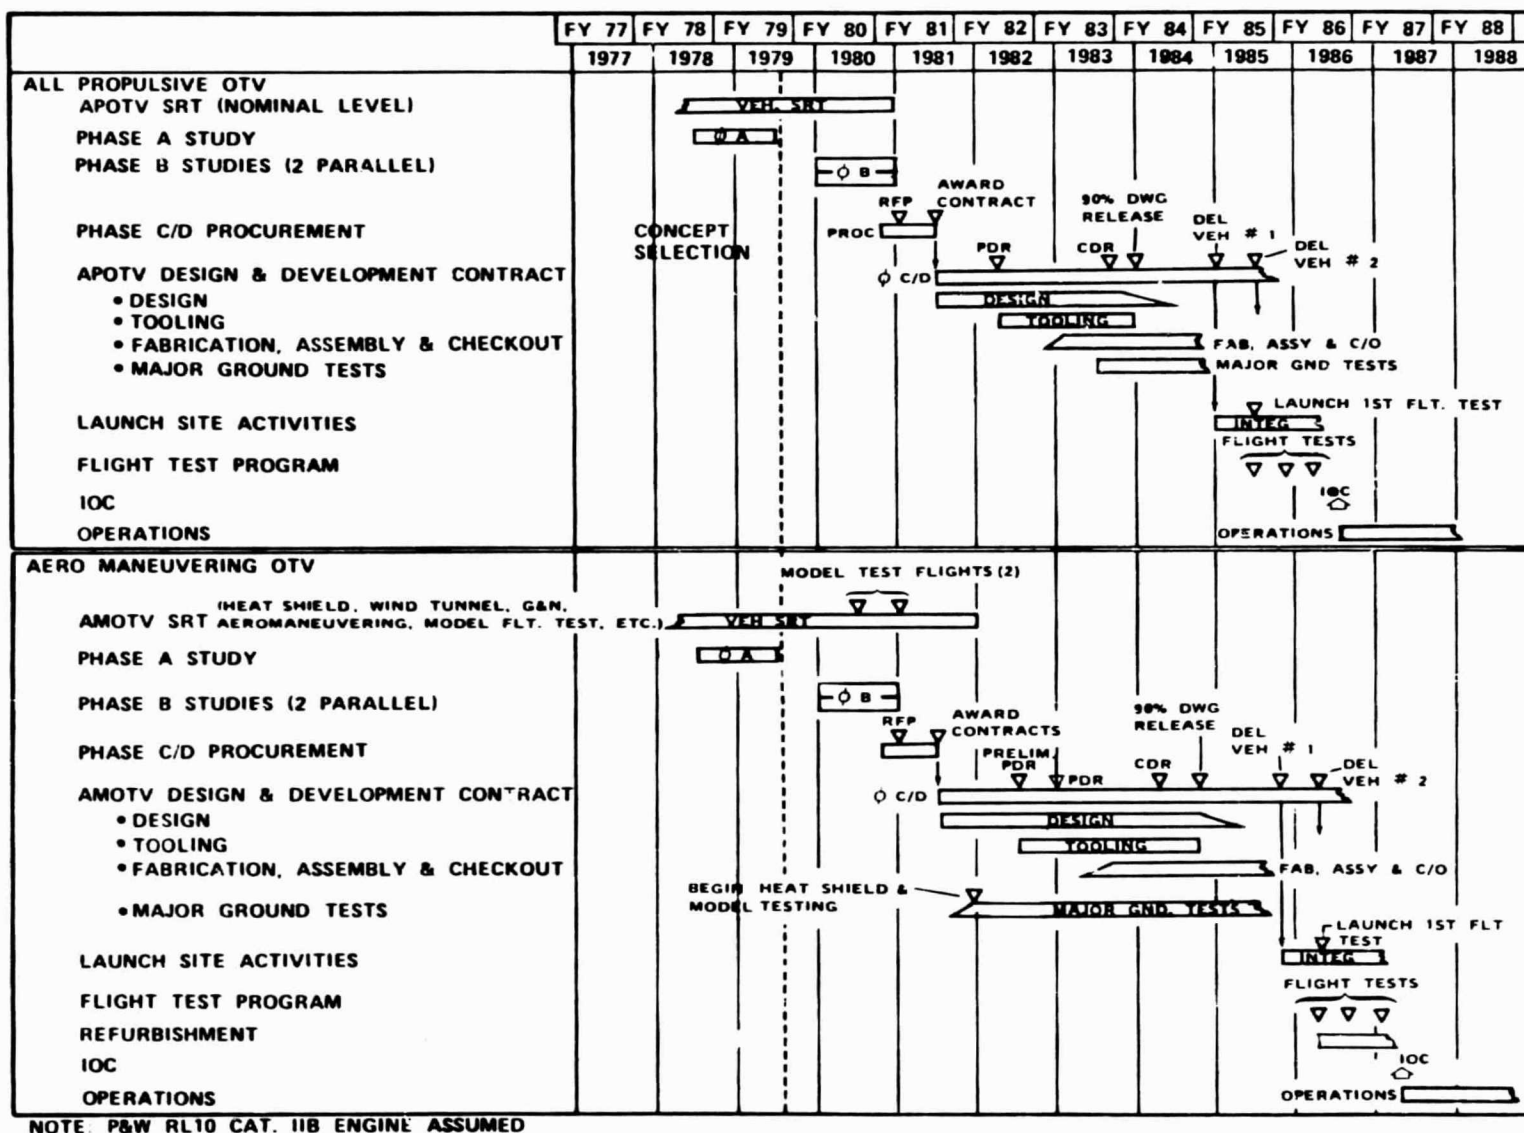 FY 77 FY 78 FY 79 FY 80 FY 81 FY 82 FY 83 FY 84 FY 85 FY 86 FY 87 FY 88
1977 1978 1979 1980 1981 1982 1983 1984 1985 1986 1987 1988
ALL PROPULSIVE OTV
APOTV SRT (NOMINAL LEVEL)
VEH. SRT
PHASE A STUDY
ϕ A
PHASE B STUDIES (2 PARALLEL)
ϕ B
PHASE C/D PROCUREMENT
CONCEPT
SELECTION
PROC
RFP
AWARD
CONTRACT
90% DWG
RELEASE
DEL
VEH # 1
DEL
VEH # 2
APOTV DESIGN & DEVELOPMENT CONTRACT
ϕ C/D
PDR
CDR
• DESIGN
DESIGN
• TOOLING
TOOLING
• FABRICATION, ASSEMBLY & CHECKOUT
FAB, ASSY & C/O
• MAJOR GROUND TESTS
MAJOR GND TESTS
LAUNCH SITE ACTIVITIES
LAUNCH 1ST FLT. TEST
INTEG
FLIGHT TEST PROGRAM
FLIGHT TESTS
IOC
IOC
OPERATIONS
OPERATIONS
AERO MANEUVERING OTV
MODEL TEST FLIGHTS (2)
AMOTV SRT
(HEAT SHIELD, WIND TUNNEL, G&N,
AEROMANEUVERING, MODEL FLT. TEST, ETC.)
VEH SRT
PHASE A STUDY
ϕ A
PHASE B STUDIES (2 PARALLEL)
ϕ B
PHASE C/D PROCUREMENT
RFP
AWARD
CONTRACTS
PRELIM.
PDR
PDR
90% DWG
RELEASE
CDR
DEL
VEH # 1
DEL
VEH # 2
AMOTV DESIGN & DEVELOPMENT CONTRACT
ϕ C/D
• DESIGN
DESIGN
• TOOLING
TOOLING
• FABRICATION, ASSEMBLY & CHECKOUT
FAB, ASSY & C/O
• MAJOR GROUND TESTS
BEGIN HEAT SHIELD &
MODEL TESTING
MAJOR GND. TESTS
LAUNCH SITE ACTIVITIES
LAUNCH 1ST FLT
TEST
INTEG
FLIGHT TEST PROGRAM
FLIGHT TESTS
REFURBISHMENT
IOC
IOC
OPERATIONS
OPERATIONS
NOTE: P&W RL10 CAT. IIB ENGINE ASSUMED